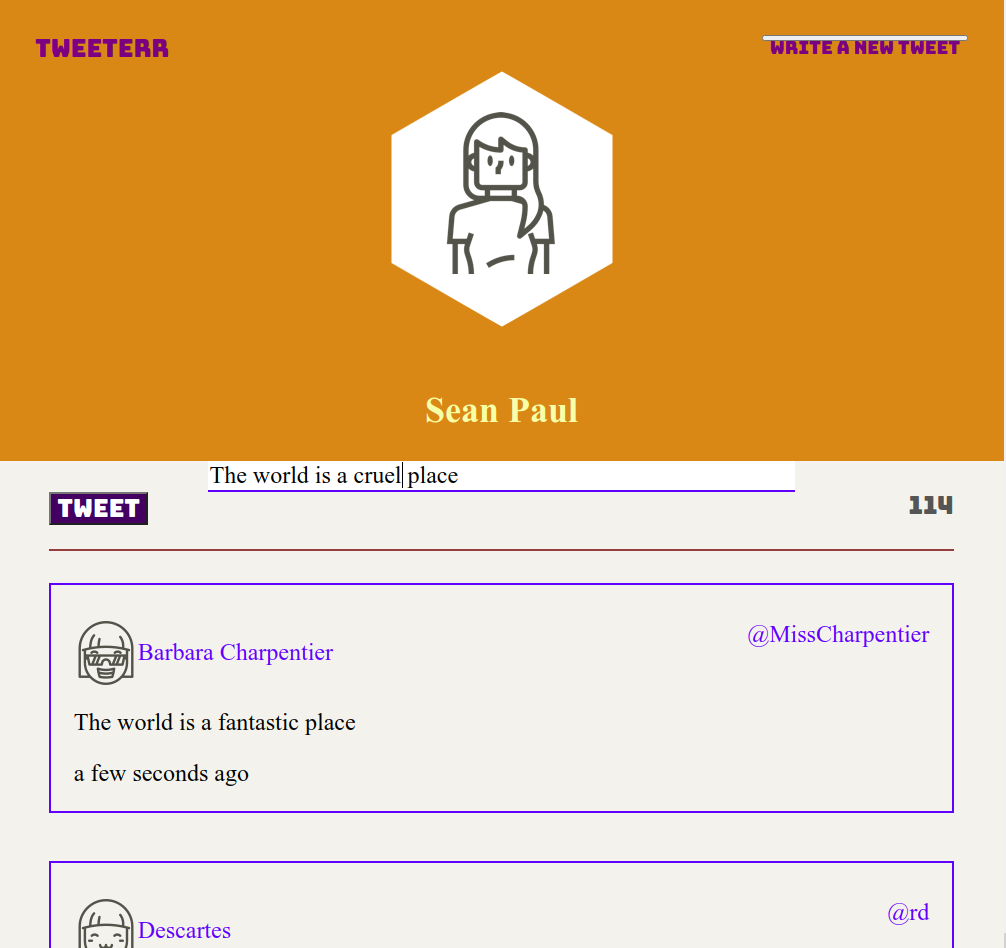 TWEETERR
WRITE A NEW TWEET
Sean Paul
The world is a cruel place
TWEET
114
Barbara Charpentier
@MissCharpentier
The world is a fantastic place
a few seconds ago
Descartes
@rd